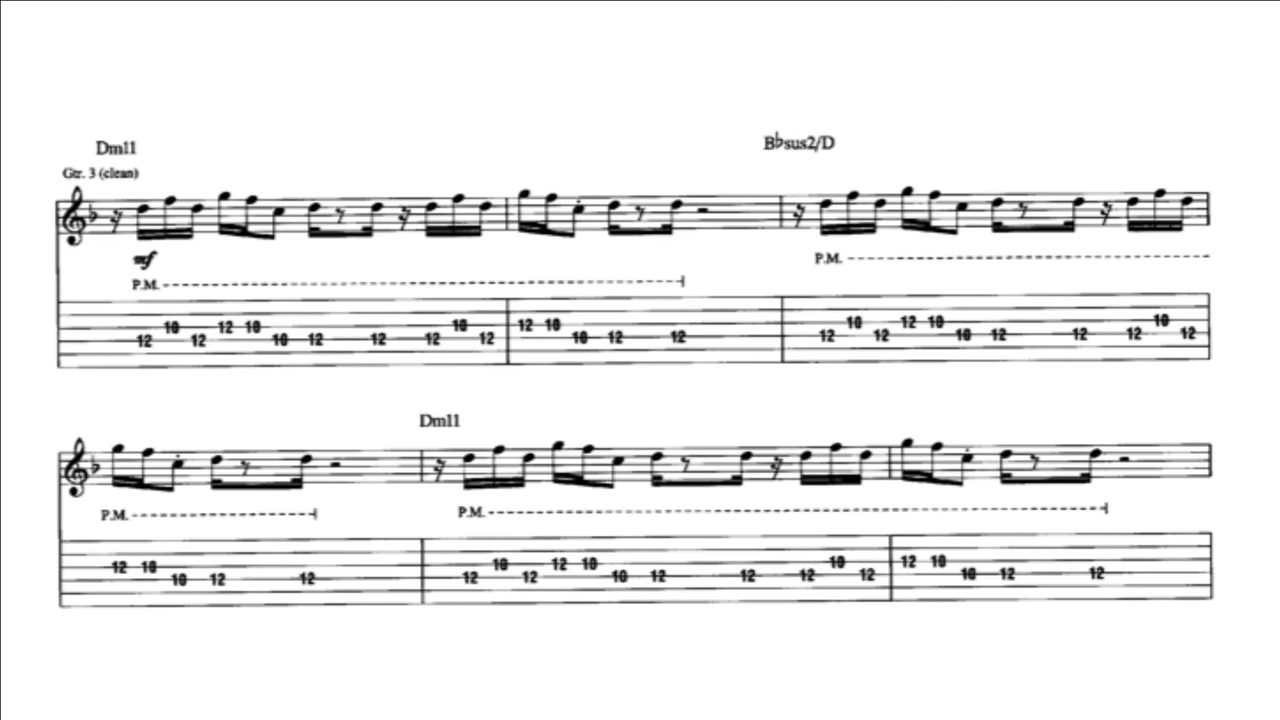 Dm11 B♭sus2/D
Gtr. 3 (clean)
mf
P.M. P.M.
10 12 10 10 12 10 10 12 10 10
12 12 10 12 12 12 12 10 12 12 12 12 10 12 12 12 12
Dm11
P.M. P.M.
12 10 10 12 10 10 12 10
10 12 12 12 12 10 12 12 12 12 10 12 12